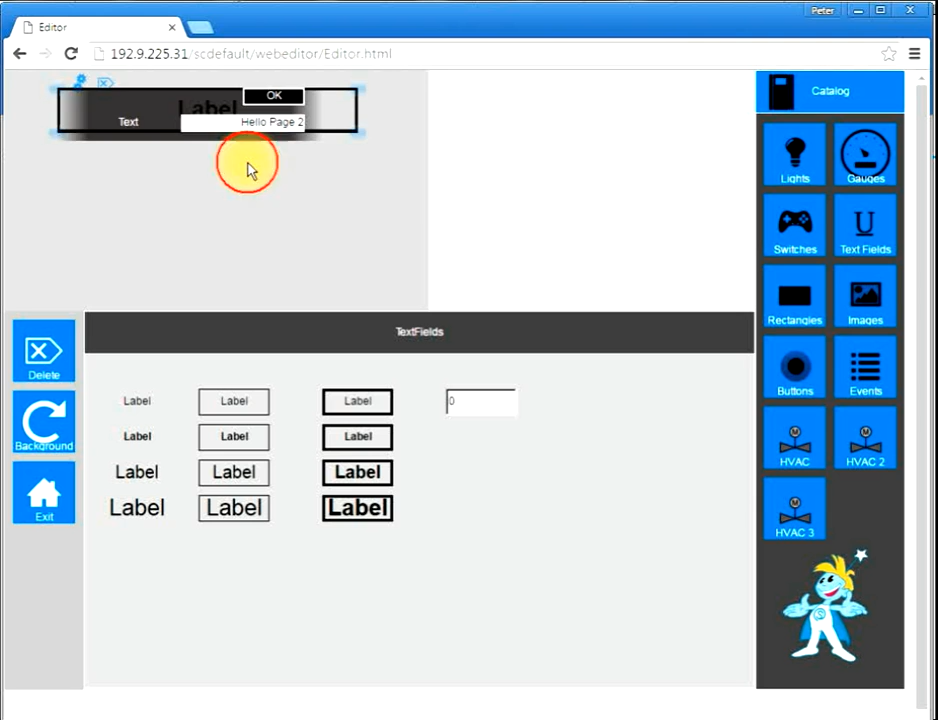 Peter
Editor
192.9.225.31/scdefault/webeditor/Editor.html
OK
Label
Text
Hello Page 2
Catalog
Lights
Gauges
Switches
Text Fields
Rectangles
Images
Buttons
Events
M
M
HVAC
HVAC 2
M
HVAC 3
Delete
Background
Exit
TextFields
Label Label Label 0
Label Label Label
Label Label Label
Label Label Label